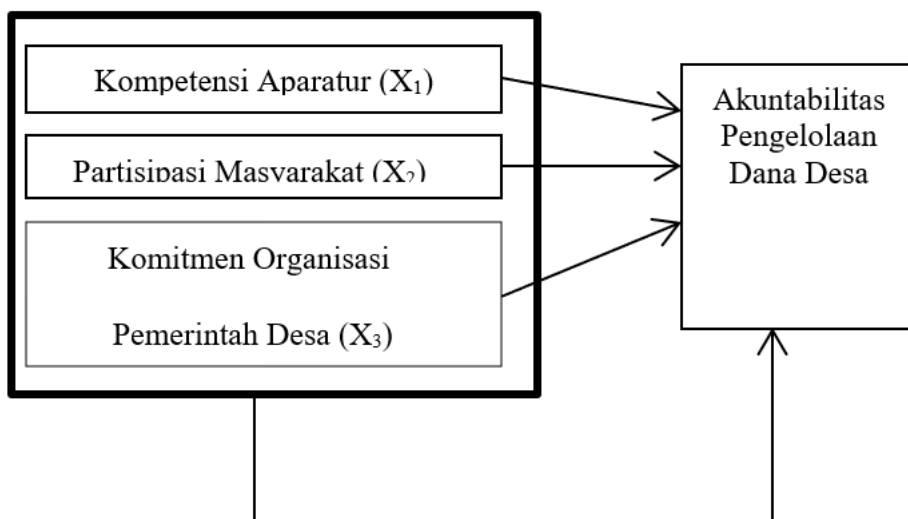 Kompetensi Aparatur (X₁)
Partisipasi Masyarakat (X₂)
Komitmen Organisasi
Pemerintah Desa (X₃)
Akuntabilitas
Pengelolaan
Dana Desa